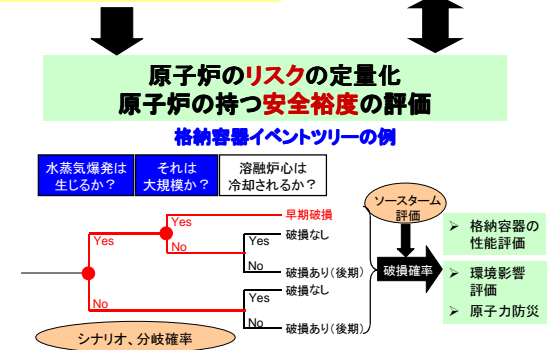 原子炉のリスクの定量化
原子炉の持つ安全裕度の評価
格納容器イベントツリーの例
水蒸気爆発は
生じるか?
それは
大規模か?
溶融炉心は
冷却されるか?
Yes
No
Yes
No
Yes
No
Yes
No
早期破損
破損なし
破損あり(後期)
破損なし
破損あり(後期)
シナリオ、分岐確率
ソースターム
評価
破損確率
➢ 格納容器の
性能評価
➢ 環境影響
評価
➢ 原子力防災